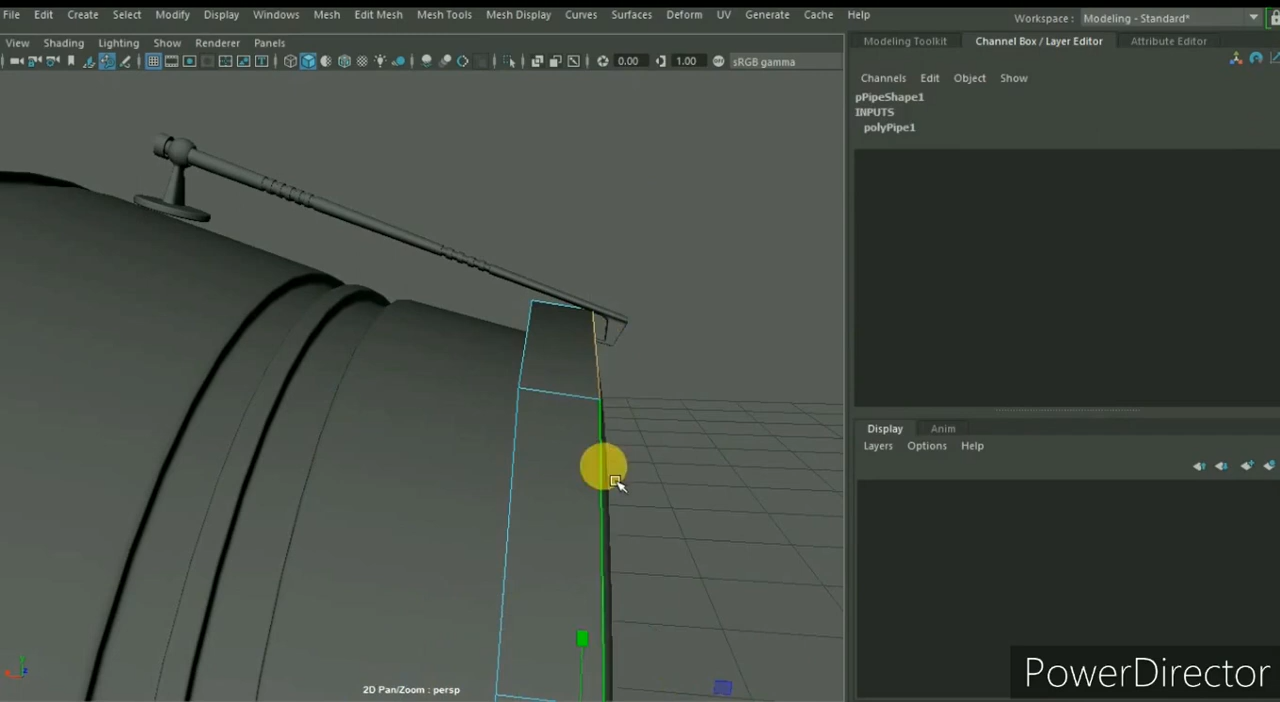 File Edit Create Select Modify Display Windows Mesh Edit Mesh Mesh Tools Mesh Display Curves Surfaces Deform UV Generate Cache Help
Workspace : Modeling - Standard*
View Shading Lighting Show Renderer Panels
Modeling Toolkit Channel Box / Layer Editor Attribute Editor
0.00 1.00 sRGB gamma
Channels Edit Object Show
pPipeShape1
INPUTS
polyPipe1
Display Anim
Layers Options Help
2D Pan/Zoom : persp
PowerDirector